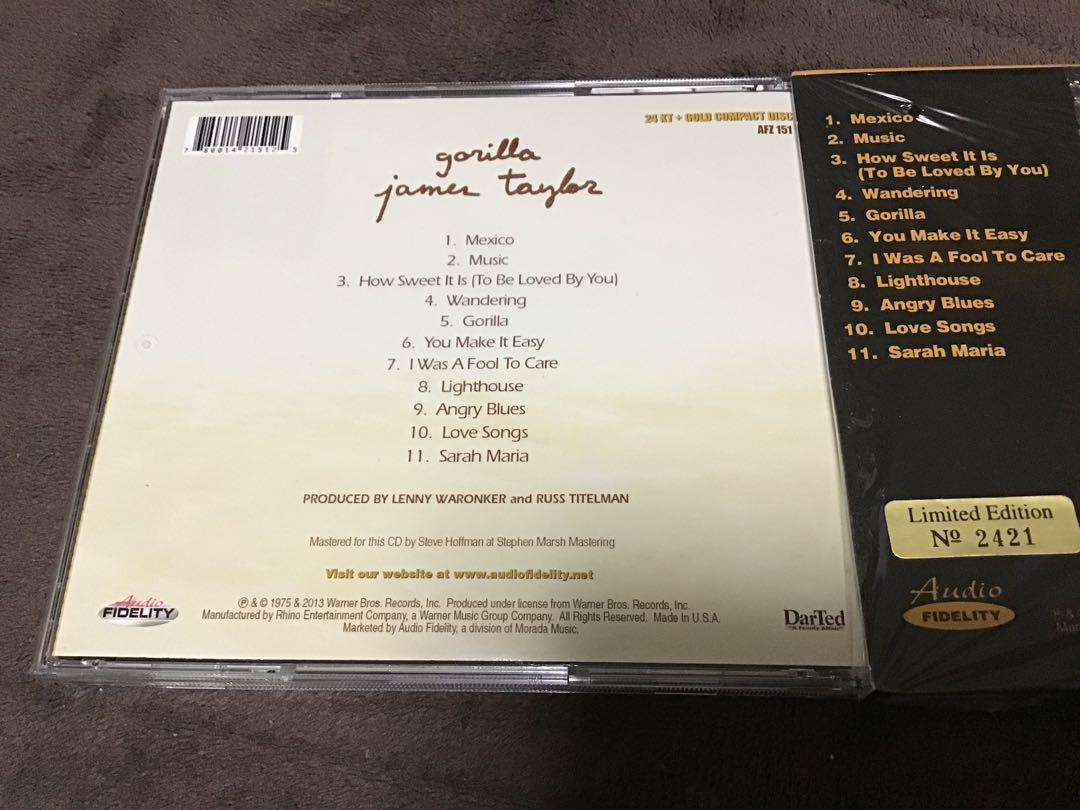 7 80014 21512 5
24 KT + GOLD COMPACT DISC
AFZ 151
gorilla
james taylor
1. Mexico
2. Music
3. How Sweet It Is (To Be Loved By You)
4. Wandering
5. Gorilla
6. You Make It Easy
7. I Was A Fool To Care
8. Lighthouse
9. Angry Blues
10. Love Songs
11. Sarah Maria
PRODUCED BY LENNY WARONKER and RUSS TITELMAN
Mastered for this CD by Steve Hoffman at Stephen Marsh Mastering
Visit our website at www.audiofidelity.net
Audio
FIDELITY
℗ & © 1975 & 2013 Warner Bros. Records, Inc. Produced under license from Warner Bros. Records, Inc.
Manufactured by Rhino Entertainment Company, a Warner Music Group Company. All Rights Reserved. Made In U.S.A.
Marketed by Audio Fidelity, a division of Morada Music.
DarTed
"A Family Affair"
1. Mexico
2. Music
3. How Sweet It Is
(To Be Loved By You)
4. Wandering
5. Gorilla
6. You Make It Easy
7. I Was A Fool To Care
8. Lighthouse
9. Angry Blues
10. Love Songs
11. Sarah Maria
Limited Edition
Nº 2421
Audio
FIDELITY